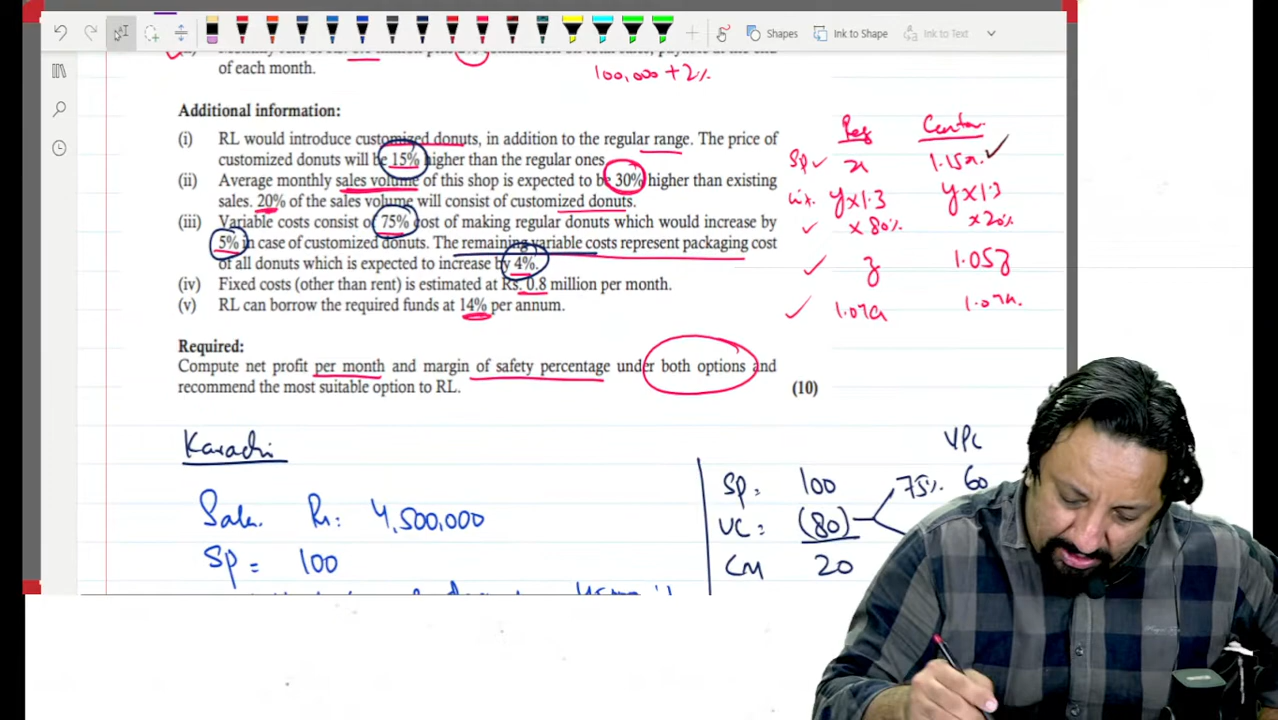 Shapes Ink to Shape Ink to Text
of each month.
100,000 + 2%
Additional information:
(i) RL would introduce customized donuts, in addition to the regular range. The price of
customized donuts will be 15% higher than the regular ones.
(ii) Average monthly sales volume of this shop is expected to be 30% higher than existing
sales. 20% of the sales volume will consist of customized donuts.
(iii) Variable costs consist of 75% cost of making regular donuts which would increase by
5% in case of customized donuts. The remaining variable costs represent packaging cost
of all donuts which is expected to increase by 4%.
(iv) Fixed costs (other than rent) is estimated at Rs. 0.8 million per month.
(v) RL can borrow the required funds at 14% per annum.
Reg
SP x 1.15x
y×1.3 y×1.3
×80% ×20%
z 1.05z
Required:
Compute net profit per month and margin of safety percentage under both options and
recommend the most suitable option to RL. (10)
Karachi
Sales Rs: 4,500,000
SP = 100
VPC
SP = 100 75% 60
VC = (80)
CM 20